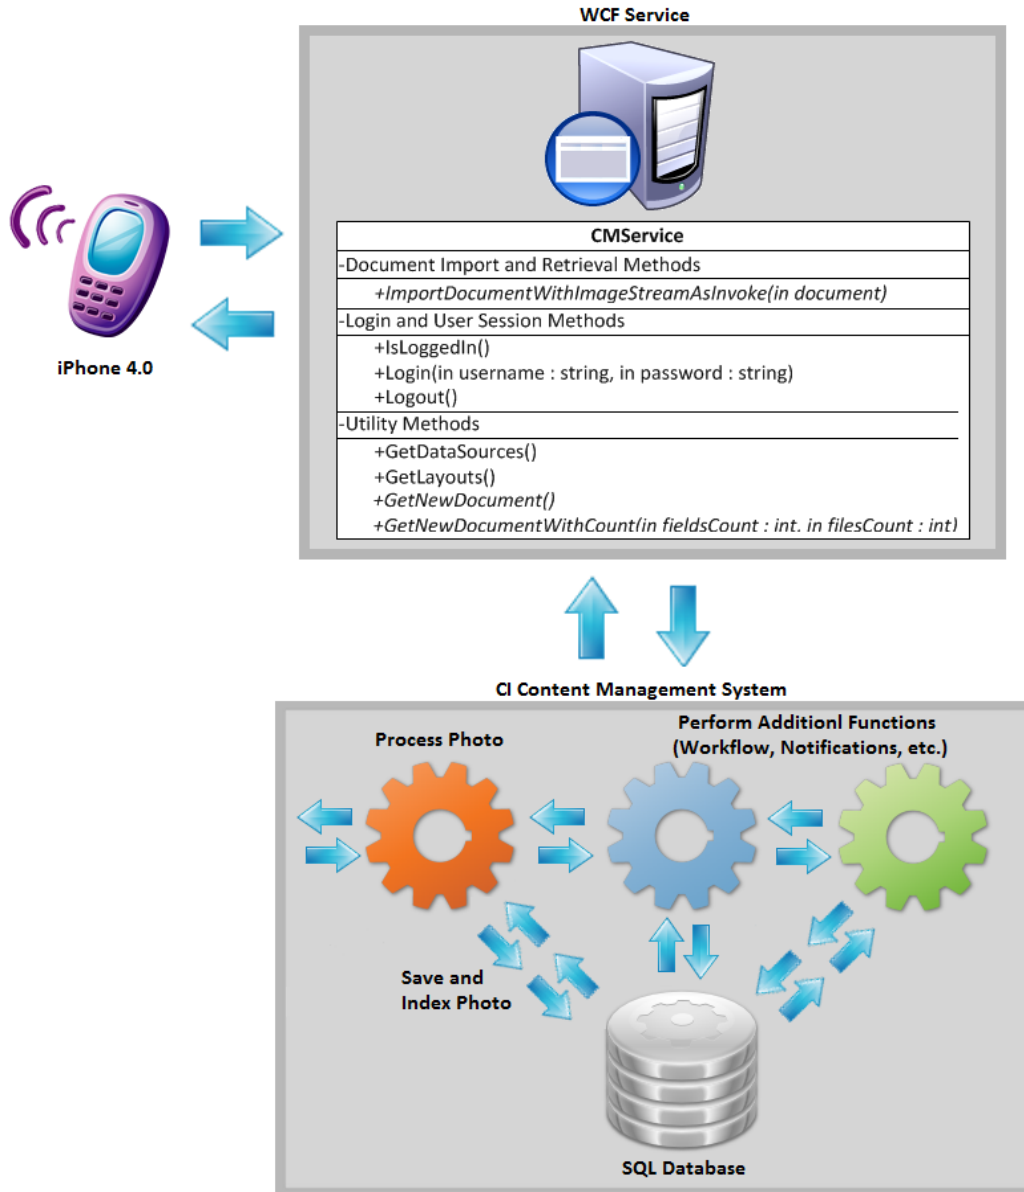 WCF Service
CMService
-Document Import and Retrieval Methods
+ImportDocumentWithImageStreamAsInvoke(in document)
-Login and User Session Methods
+IsLoggedIn()
+Login(in username : string, in password : string)
+Logout()
-Utility Methods
+GetDataSources()
+GetLayouts()
+GetNewDocument()
+GetNewDocumentWithCount(in fieldsCount : int, in filesCount : int)
iPhone 4.0
CI Content Management System
Process Photo
Perform Additionl Functions
(Workflow, Notifications, etc.)
Save and
Index Photo
SQL Database